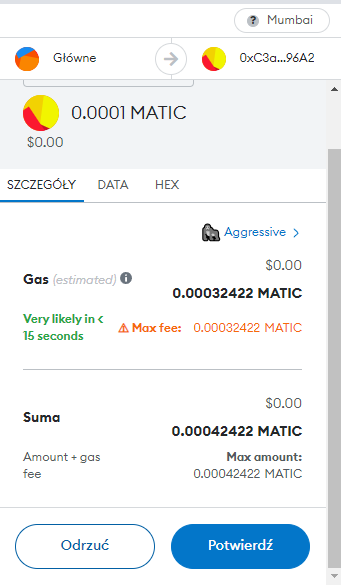 Mumbai
Główne 0xC3a...96A2
0.0001 MATIC
$0.00
SZCZEGÓŁY DATA HEX
Aggressive
$0.00
Gas (estimated)
0.00032422 MATIC
Very likely in < 15 seconds
Max fee: 0.00032422 MATIC
$0.00
Suma
0.00042422 MATIC
Amount + gas fee
Max amount:
0.00042422 MATIC
Odrzuć Potwierdź